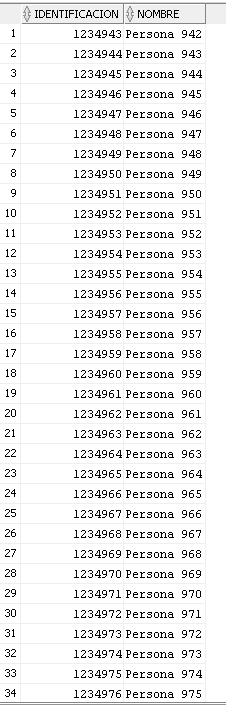 IDENTIFICACION NOMBRE
1 1234943 Persona 942
2 1234944 Persona 943
3 1234945 Persona 944
4 1234946 Persona 945
5 1234947 Persona 946
6 1234948 Persona 947
7 1234949 Persona 948
8 1234950 Persona 949
9 1234951 Persona 950
10 1234952 Persona 951
11 1234953 Persona 952
12 1234954 Persona 953
13 1234955 Persona 954
14 1234956 Persona 955
15 1234957 Persona 956
16 1234958 Persona 957
17 1234959 Persona 958
18 1234960 Persona 959
19 1234961 Persona 960
20 1234962 Persona 961
21 1234963 Persona 962
22 1234964 Persona 963
23 1234965 Persona 964
24 1234966 Persona 965
25 1234967 Persona 966
26 1234968 Persona 967
27 1234969 Persona 968
28 1234970 Persona 969
29 1234971 Persona 970
30 1234972 Persona 971
31 1234973 Persona 972
32 1234974 Persona 973
33 1234975 Persona 974
34 1234976 Persona 975